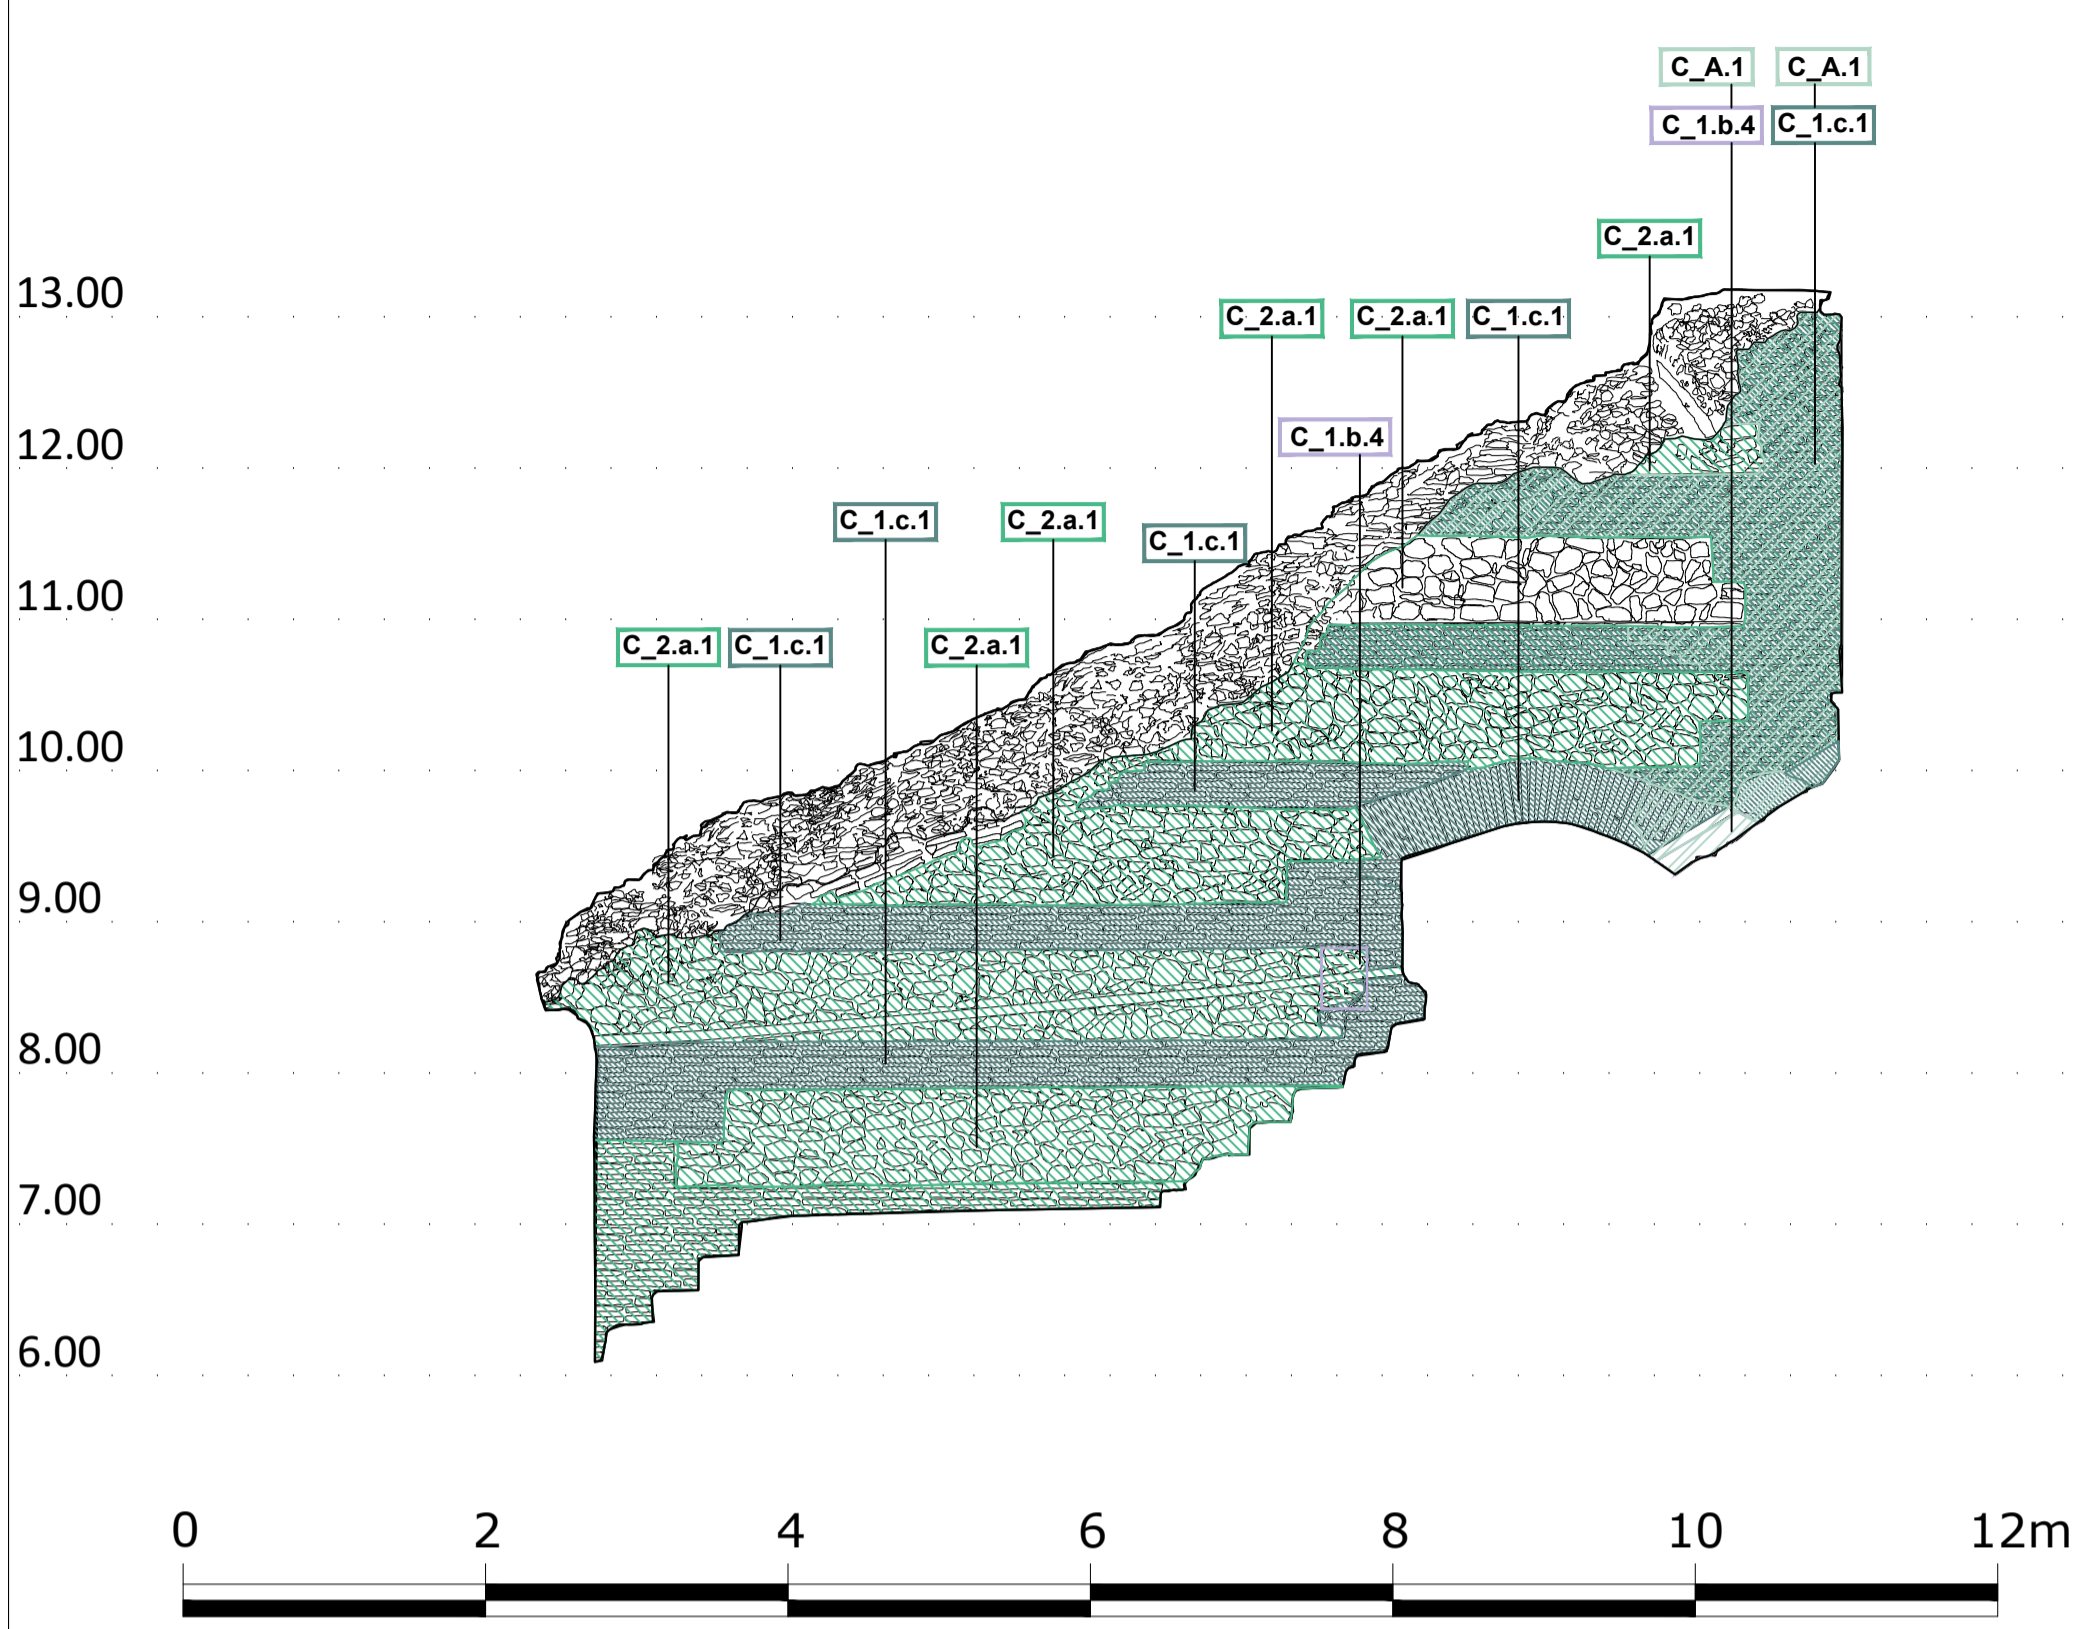 C_A.1 C_A.1
C_1.b.4 C_1.c.1
C_2.a.1
13.00
C_2.a.1 C_2.a.1 C_1.c.1
12.00
C_1.b.4
C_1.c.1 C_2.a.1
C_1.c.1
11.00
C_2.a.1 C_1.c.1 C_2.a.1
10.00
9.00
8.00
7.00
6.00
0 2 4 6 8 10 12m